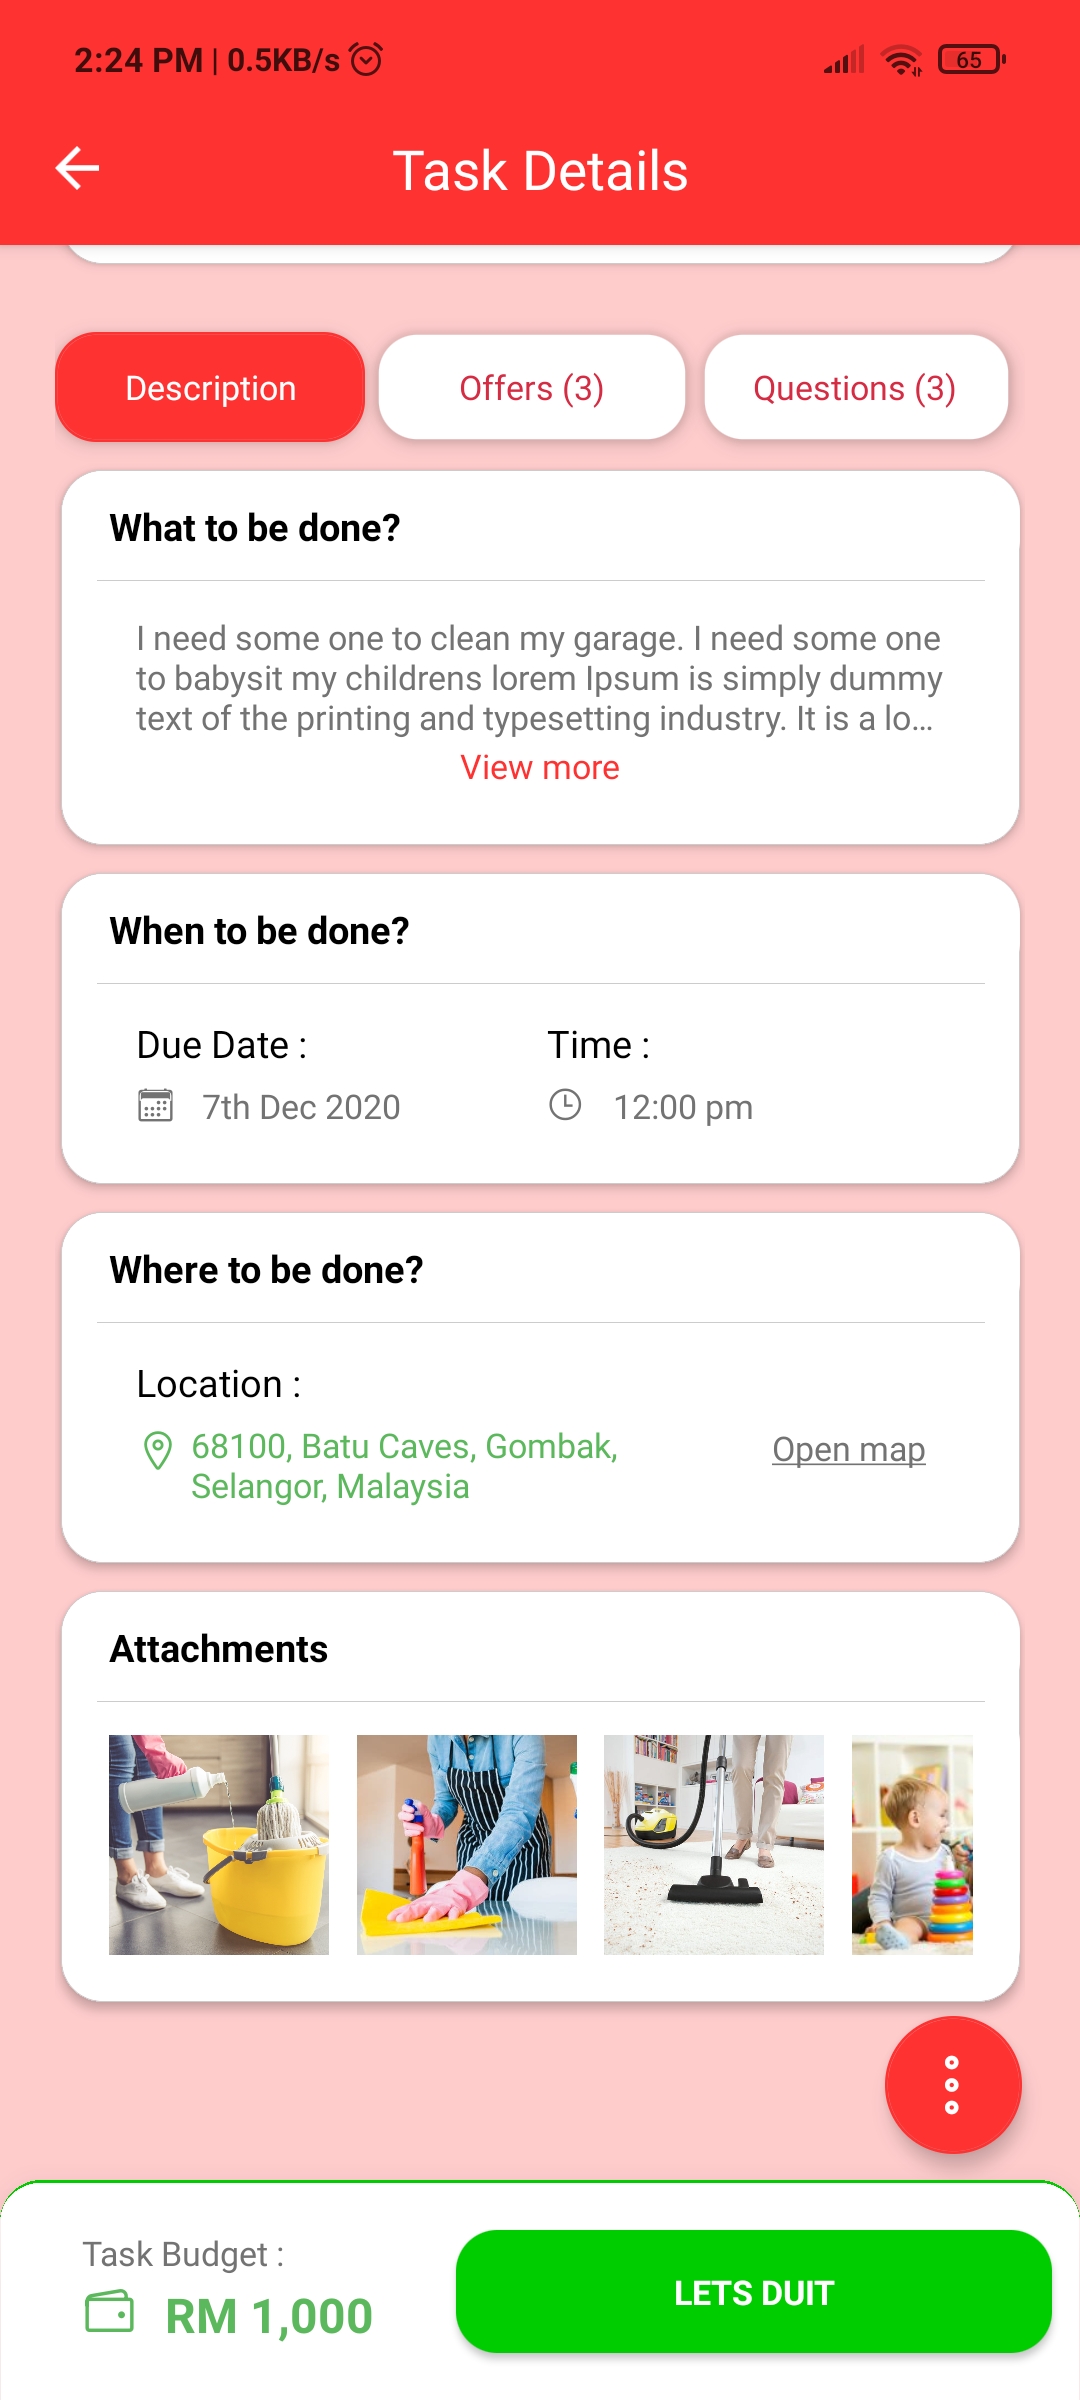 2:24 PM | 0.5KB/s
65
Task Details
Description
Offers (3)
Questions (3)
What to be done?
I need some one to clean my garage. I need some one
to babysit my childrens lorem Ipsum is simply dummy
text of the printing and typesetting industry. It is a lo...
View more
When to be done?
Due Date :
Time :
7th Dec 2020
12:00 pm
Where to be done?
Location :
68100, Batu Caves, Gombak,
Selangor, Malaysia
Open map
Attachments
Task Budget :
RM 1,000
LETS DUIT